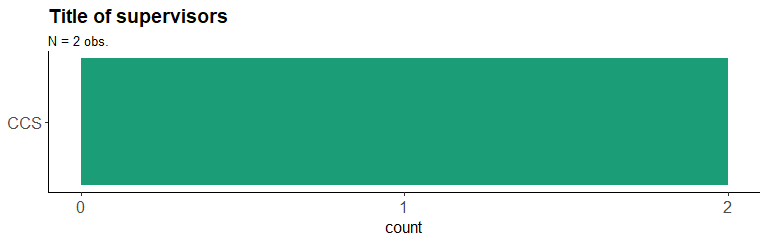 Title of supervisors
N = 2 obs.
CCS
0 1 2
count